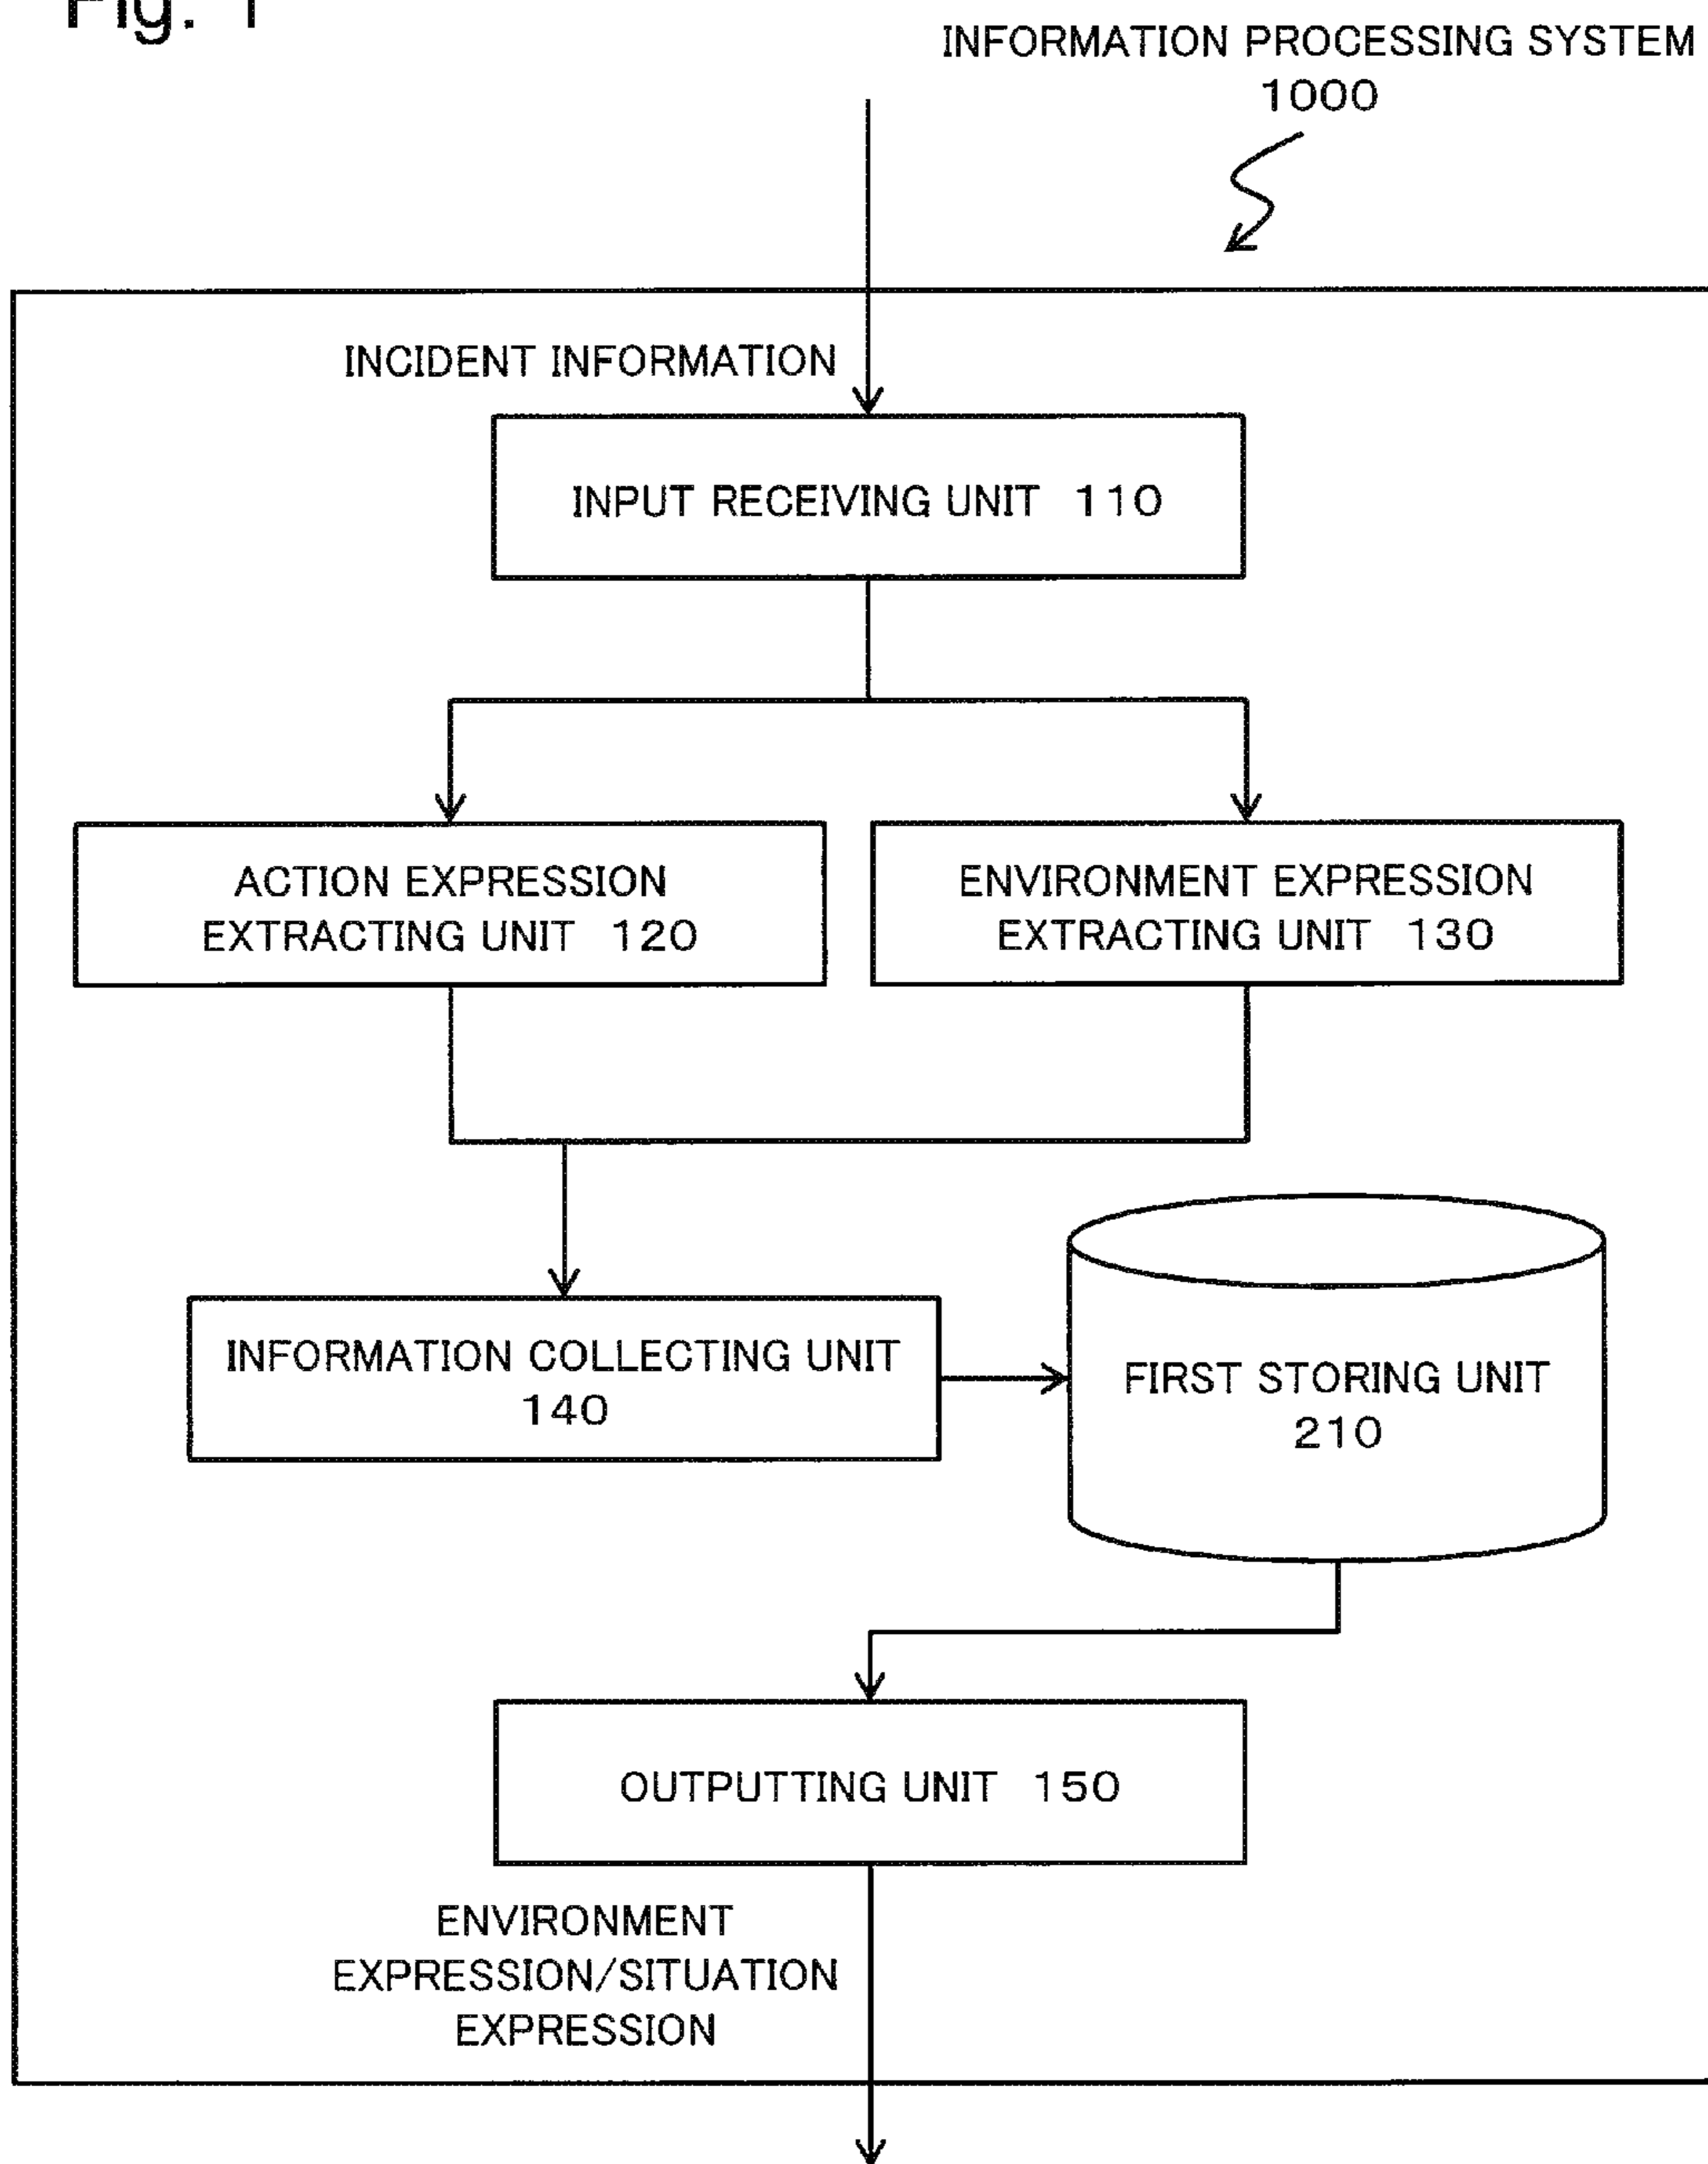 Fig. 1
INFORMATION PROCESSING SYSTEM
1000
INCIDENT INFORMATION
INPUT RECEIVING UNIT 110
ACTION EXPRESSION
EXTRACTING UNIT 120
ENVIRONMENT EXPRESSION
EXTRACTING UNIT 130
INFORMATION COLLECTING UNIT
140
FIRST STORING UNIT
210
OUTPUTTING UNIT 150
ENVIRONMENT
EXPRESSION/SITUATION
EXPRESSION